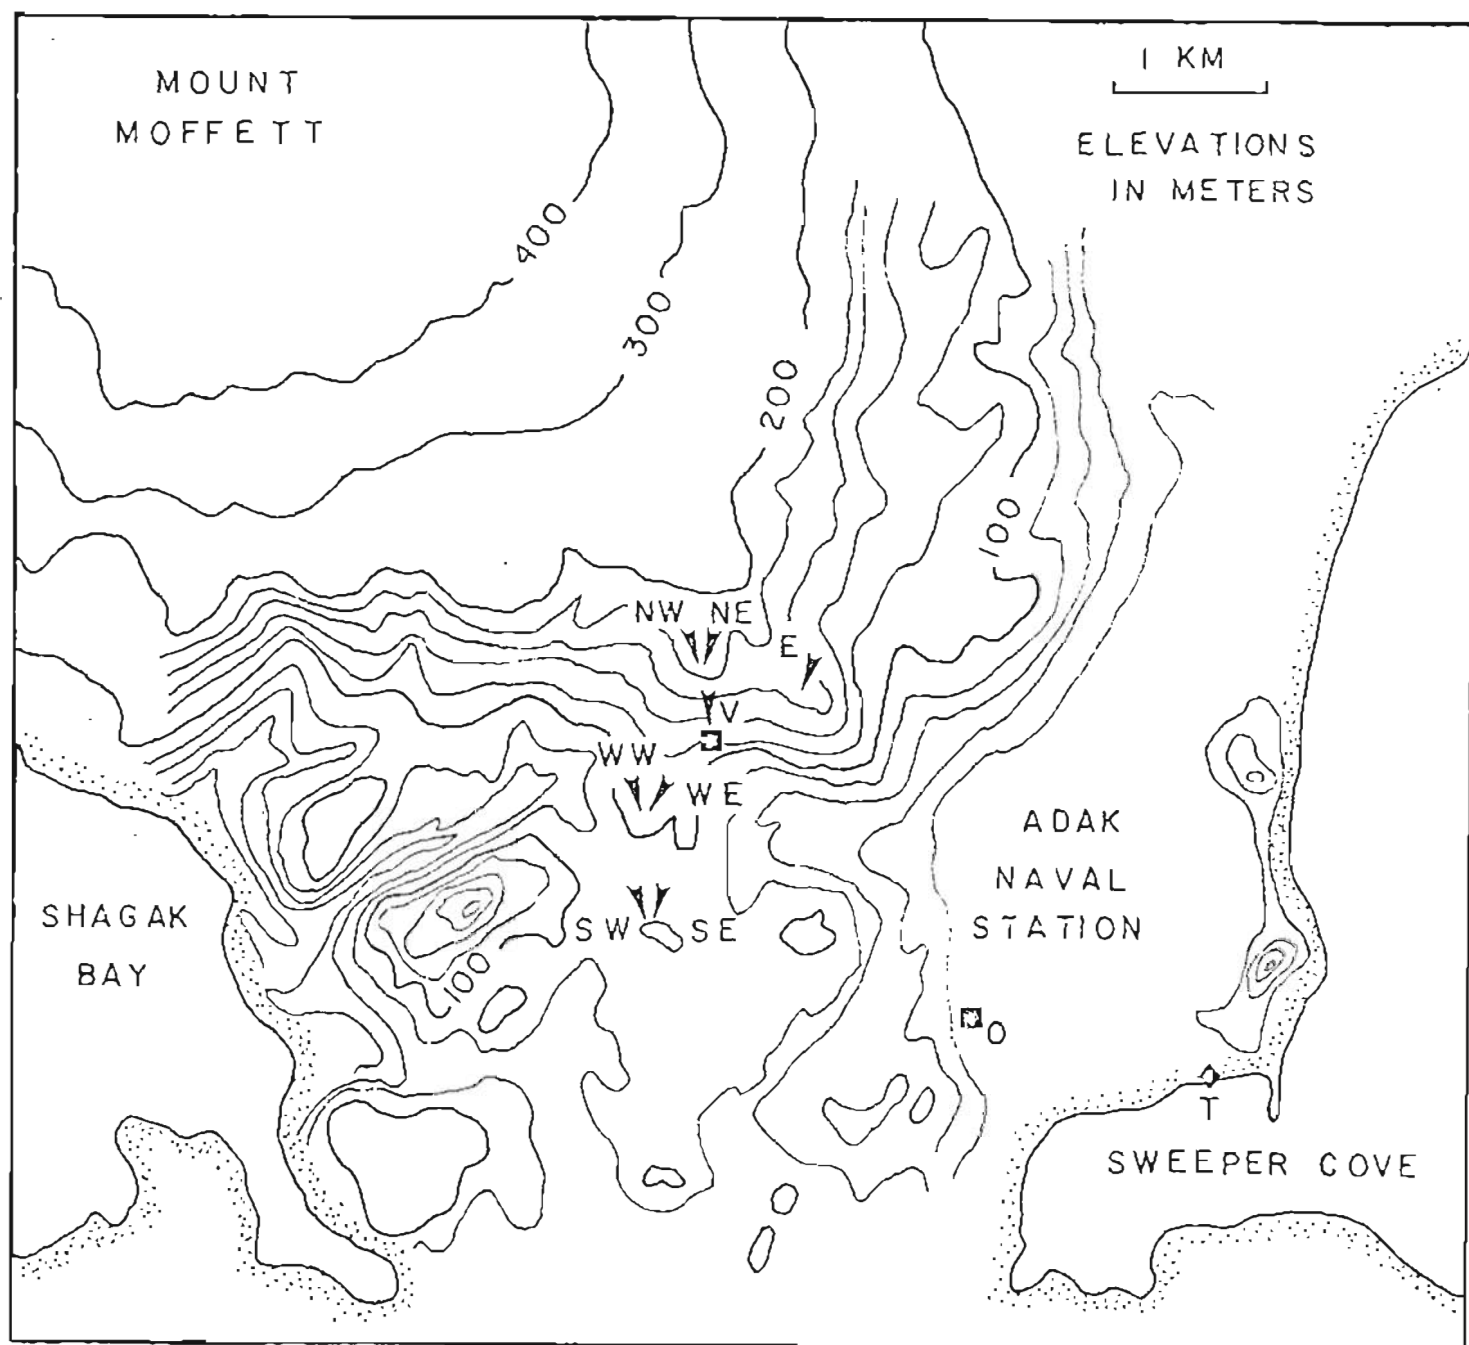 MOUNT
MOFFETT
1 KM
ELEVATIONS
IN METERS
400
300
200
100
NW NE
E
V
WW
WE
ADAK
NAVAL
STATION
SHAGAK
BAY
SW SE
100
O
T
SWEEPER COVE